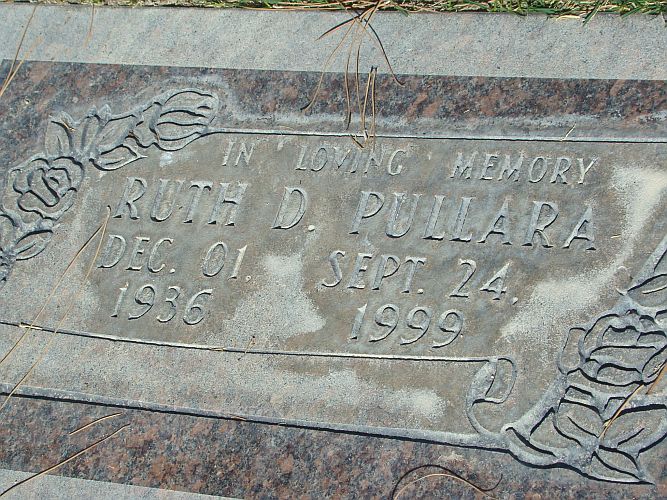 IN LOVING MEMORY
RUTH D. PULLARA
DEC. 01, SEPT. 24,
1936 1999